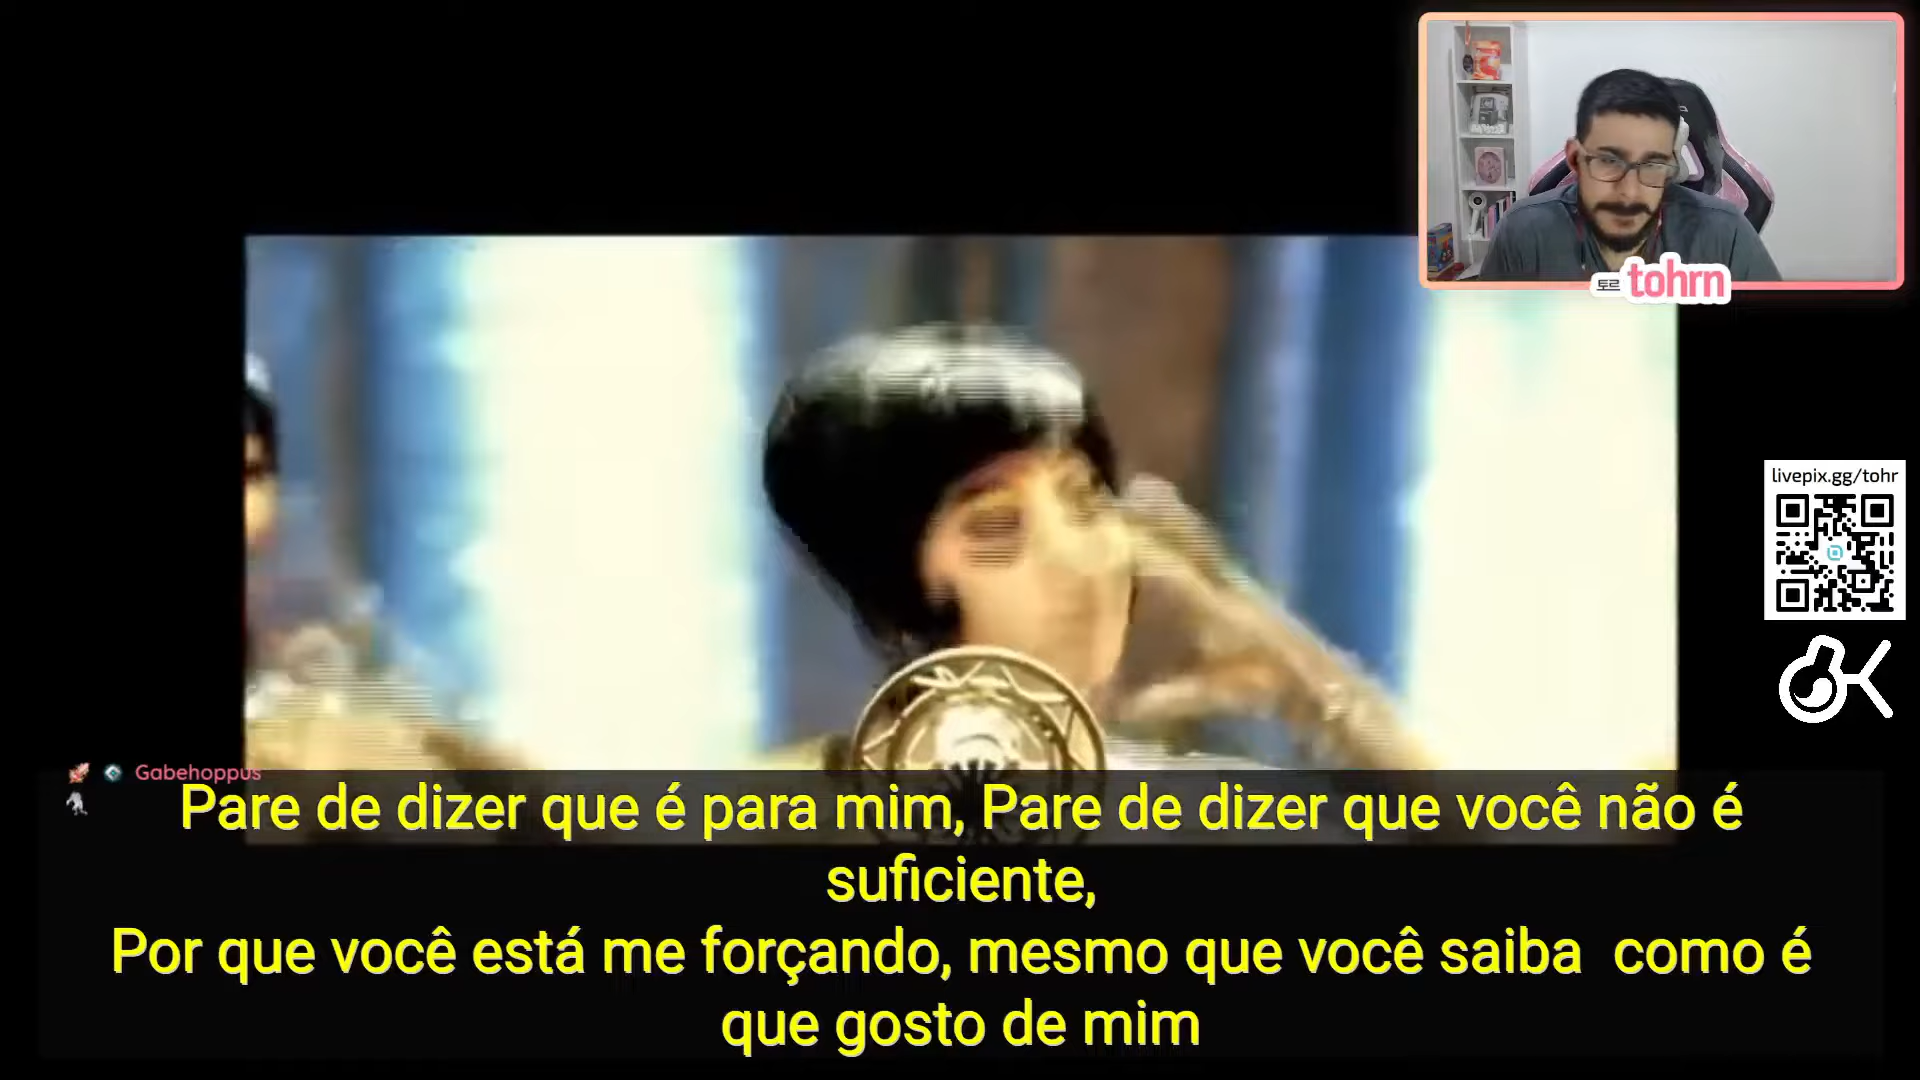 토르 tohrn
livepix.gg/tohr
Gabehoppus
Pare de dizer que é para mim, Pare de dizer que você não é
suficiente,
Por que você está me forçando, mesmo que você saiba  como é
que gosto de mim